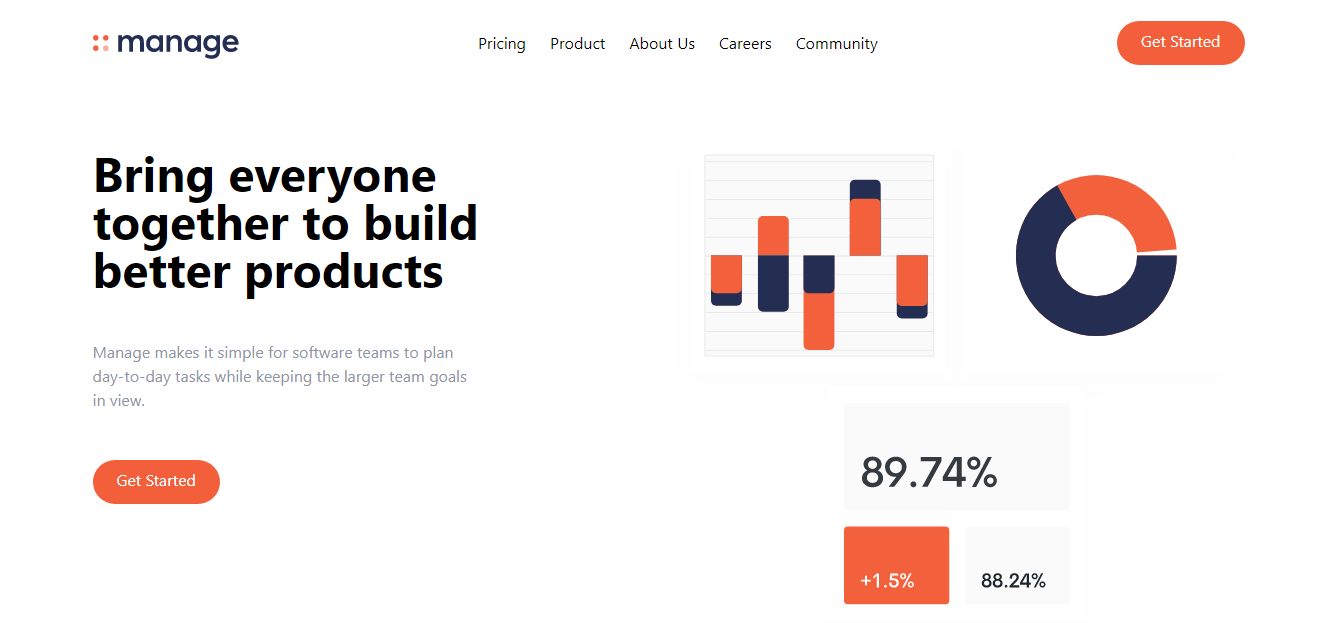 manage
Pricing
Product
About Us
Careers
Community
Get Started
Bring everyone
together to build
better products
Manage makes it simple for software teams to plan
day-to-day tasks while keeping the larger team goals
in view.
Get Started
89.74%
+1.5%
88.24%